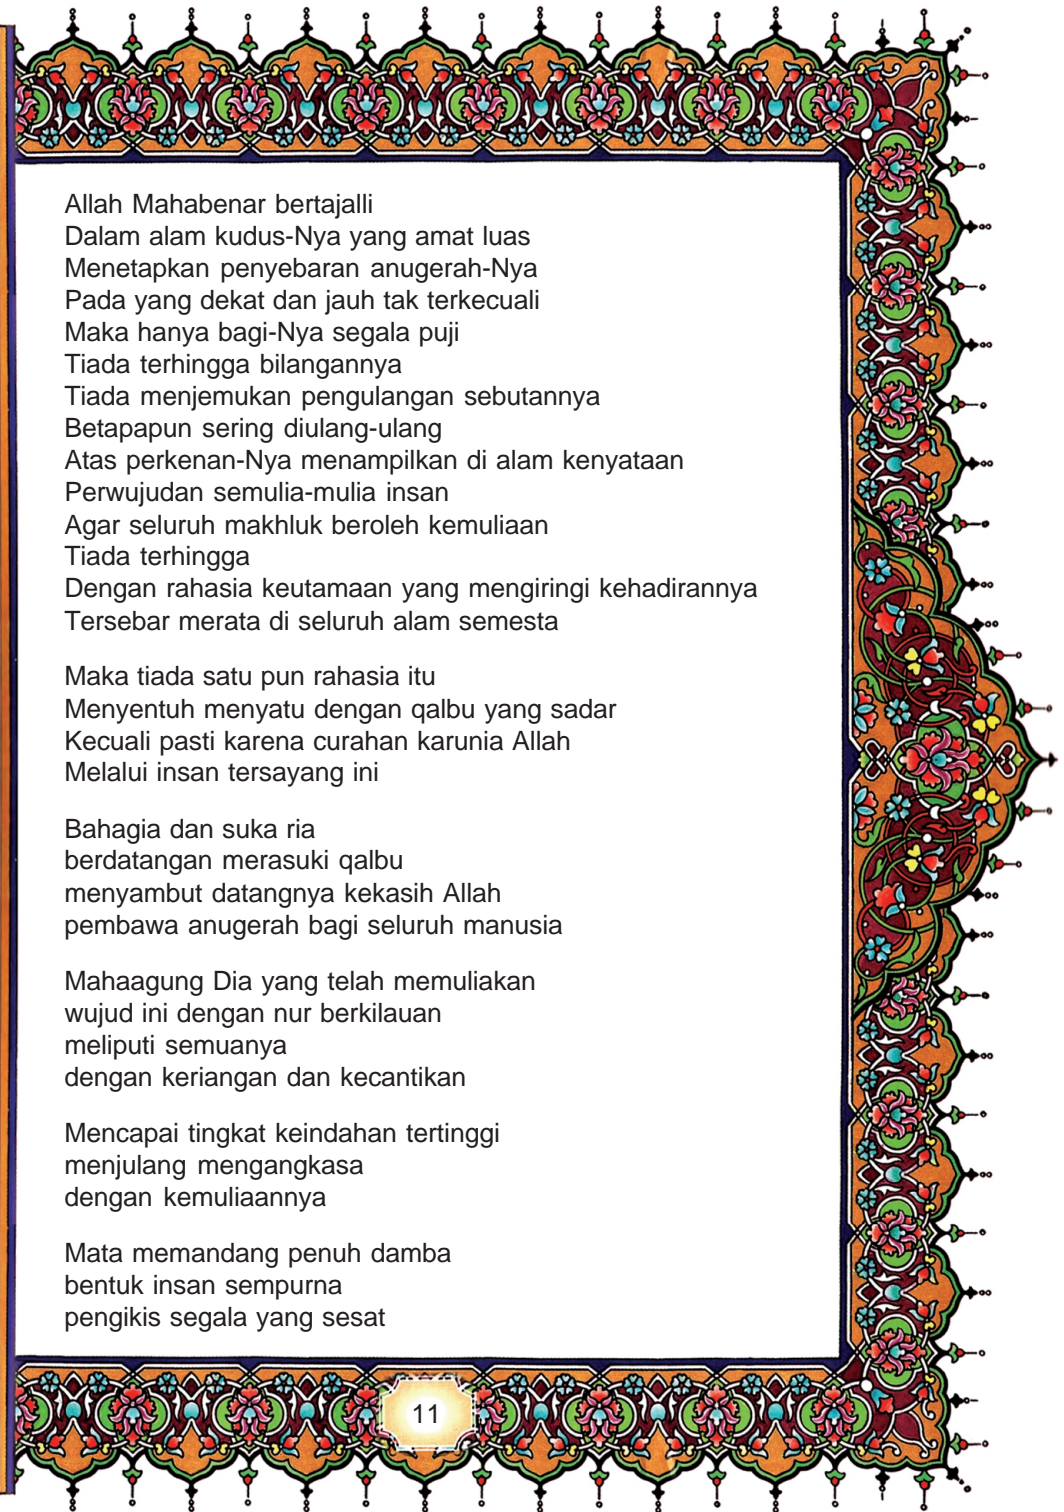 Allah Mahabenar bertajalli
Dalam alam kudus-Nya yang amat luas
Menetapkan penyebaran anugerah-Nya
Pada yang dekat dan jauh tak terkecuali
Maka hanya bagi-Nya segala puji
Tiada terhingga bilangannya
Tiada menjemukan pengulangan sebutannya
Betapapun sering diulang-ulang
Atas perkenan-Nya menampilkan di alam kenyataan
Perwujudan semulia-mulia insan
Agar seluruh makhluk beroleh kemuliaan
Tiada terhingga
Dengan rahasia keutamaan yang mengiringi kehadirannya
Tersebar merata di seluruh alam semesta
Maka tiada satu pun rahasia itu
Menyentuh menyatu dengan qalbu yang sadar
Kecuali pasti karena curahan karunia Allah
Melalui insan tersayang ini
Bahagia dan suka ria
berdatangan merasuki qalbu
menyambut datangnya kekasih Allah
pembawa anugerah bagi seluruh manusia
Mahaagung Dia yang telah memuliakan
wujud ini dengan nur berkilauan
meliputi semuanya
dengan keriangan dan kecantikan
Mencapai tingkat keindahan tertinggi
menjulang mengangkasa
dengan kemuliaannya
Mata memandang penuh damba
bentuk insan sempurna
pengikis segala yang sesat
11